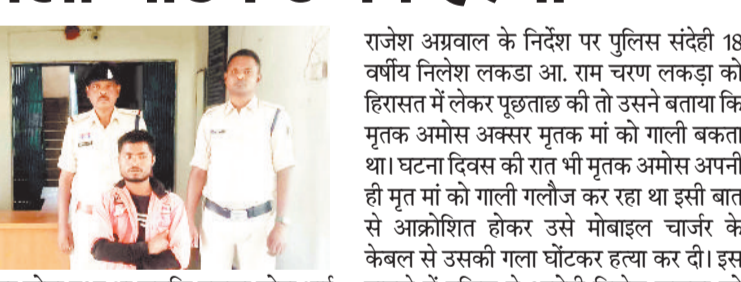 राजेश अग्रवाल के निर्देश पर पुलिस संदेही 18
वर्षीय निलेश लकडा आ. राम चरण लकड़ा को
हिरासत में लेकर पूछताछ की तो उसने बताया कि
मृतक अमोस अक्सर मृतक मां को गाली बकता
था। घटना दिवस की रात भी मृतक अमोस अपनी
ही मृत मां को गाली गलौज कर रहा था इसी बात
से आक्रोशित होकर उसे मोबाइल चार्जर के
केबल से उसकी गला घोंटकर हत्या कर दी। इस